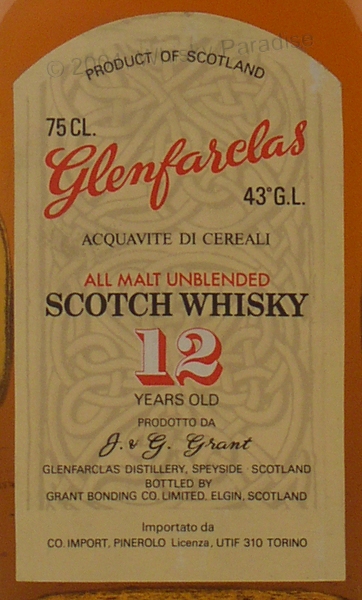 PRODUCT OF SCOTLAND
75 CL.
Glenfarclas
43° G.L.
ACQUAVITE DI CEREALI
ALL MALT UNBLENDED
SCOTCH WHISKY
12
YEARS OLD
PRODOTTO DA
J. & G. Grant
GLENFARCLAS DISTILLERY, SPEYSIDE · SCOTLAND
BOTTLED BY
GRANT BONDING CO. LIMITED, ELGIN, SCOTLAND
Importato da
CO. IMPORT, PINEROLO Licenza, UTIF 310 TORINO